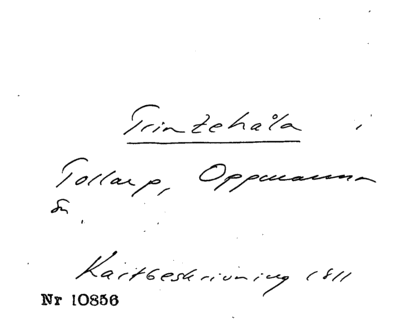 Trintehåla i
Tollarp, Oppmanna
sn.
Kartbeskrivning 1811
Nr 10856